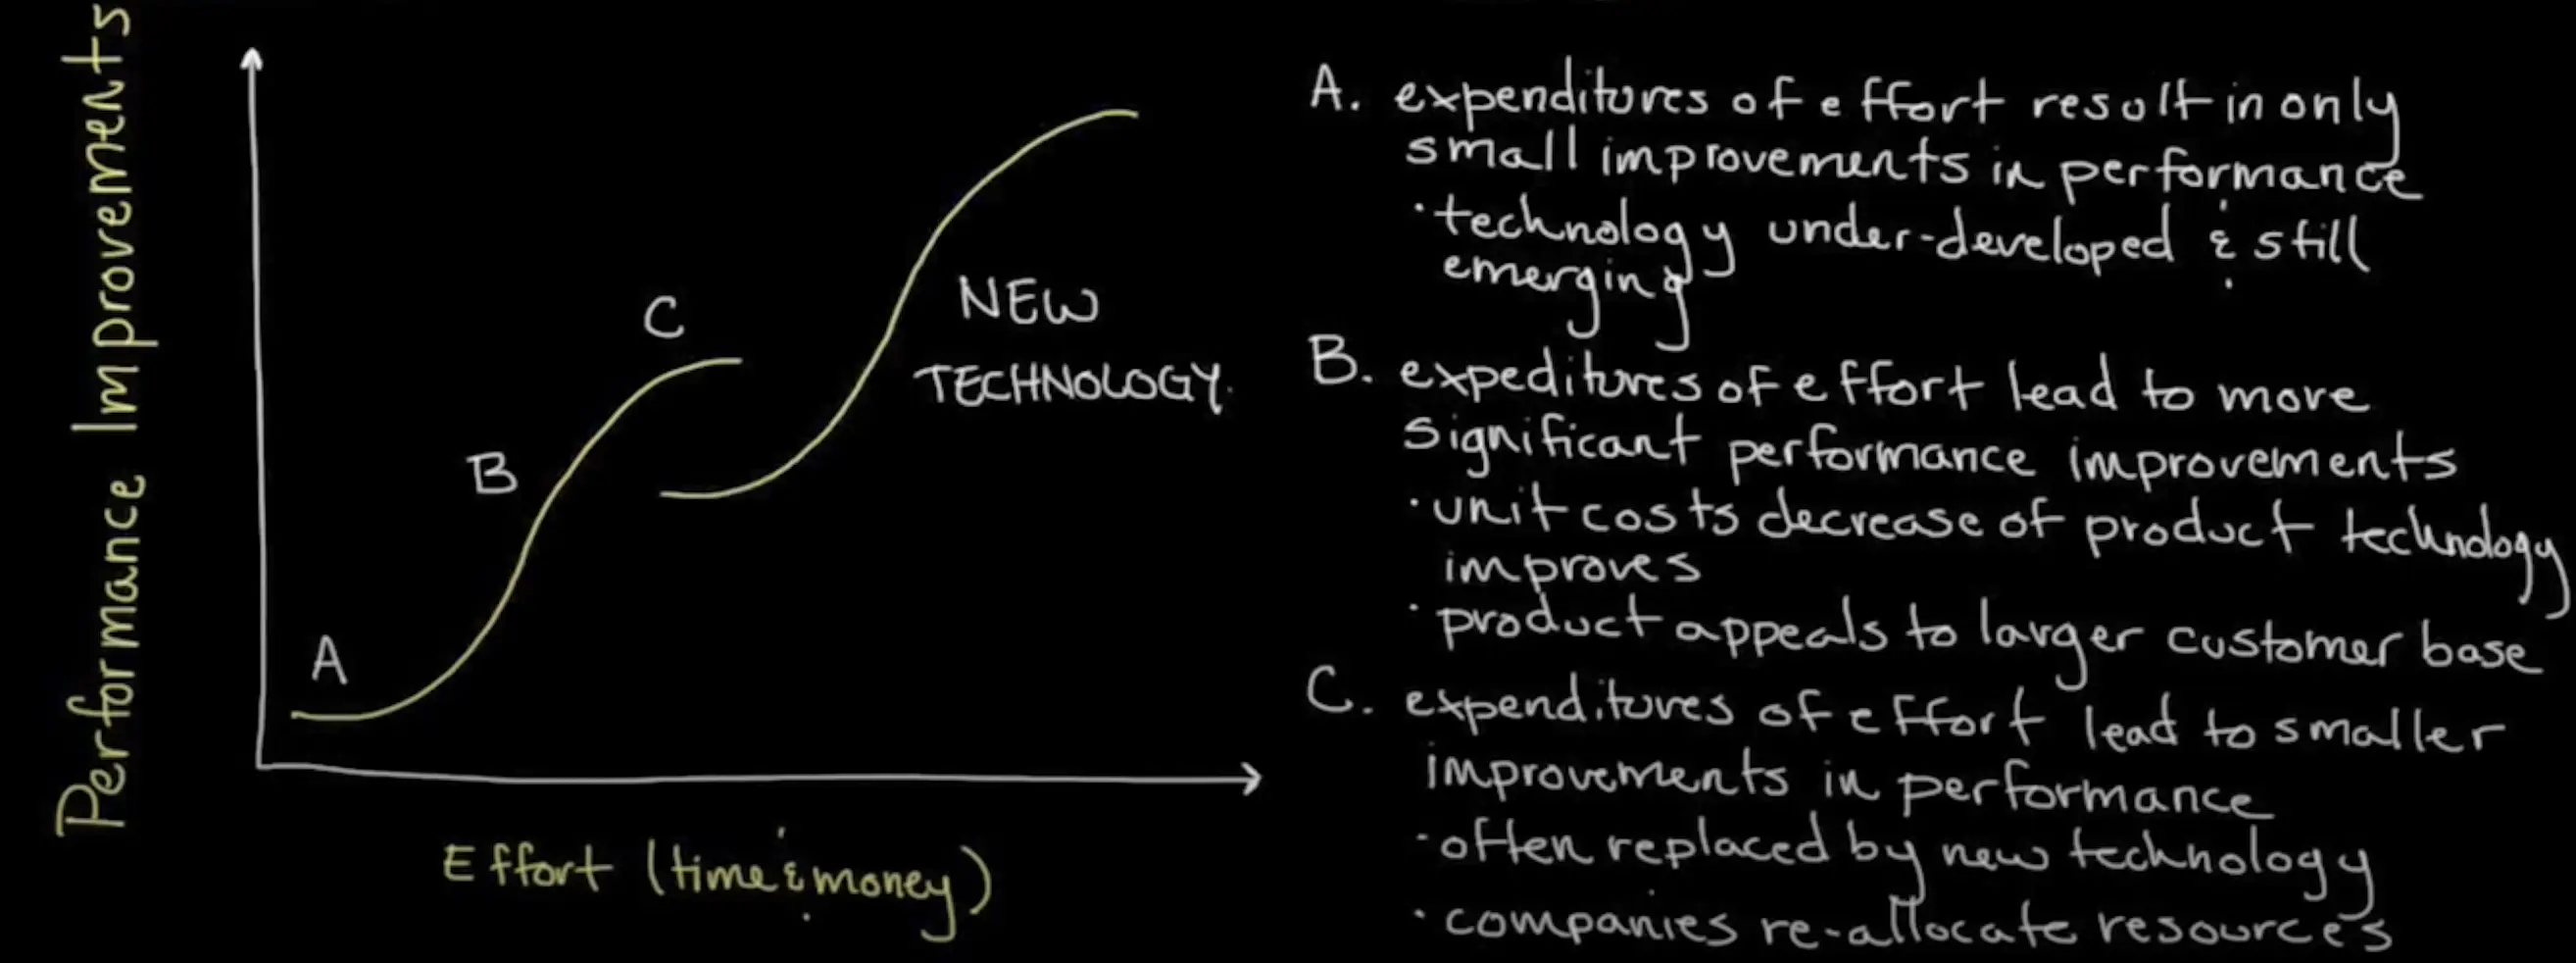 Performance Improvements
C
B
A
NEW
TECHNOLOGY.
Effort (time & money)
A. expenditures of effort result in only
small improvements in performance
· technology under-developed & still
emerging
B. expeditures of effort lead to more
significant performance improvements
· unit costs decrease of product technology
improves
· product appeals to larger customer base
C. expenditures of effort lead to smaller
improvements in performance
· often replaced by new technology
· companies re-allocate resources